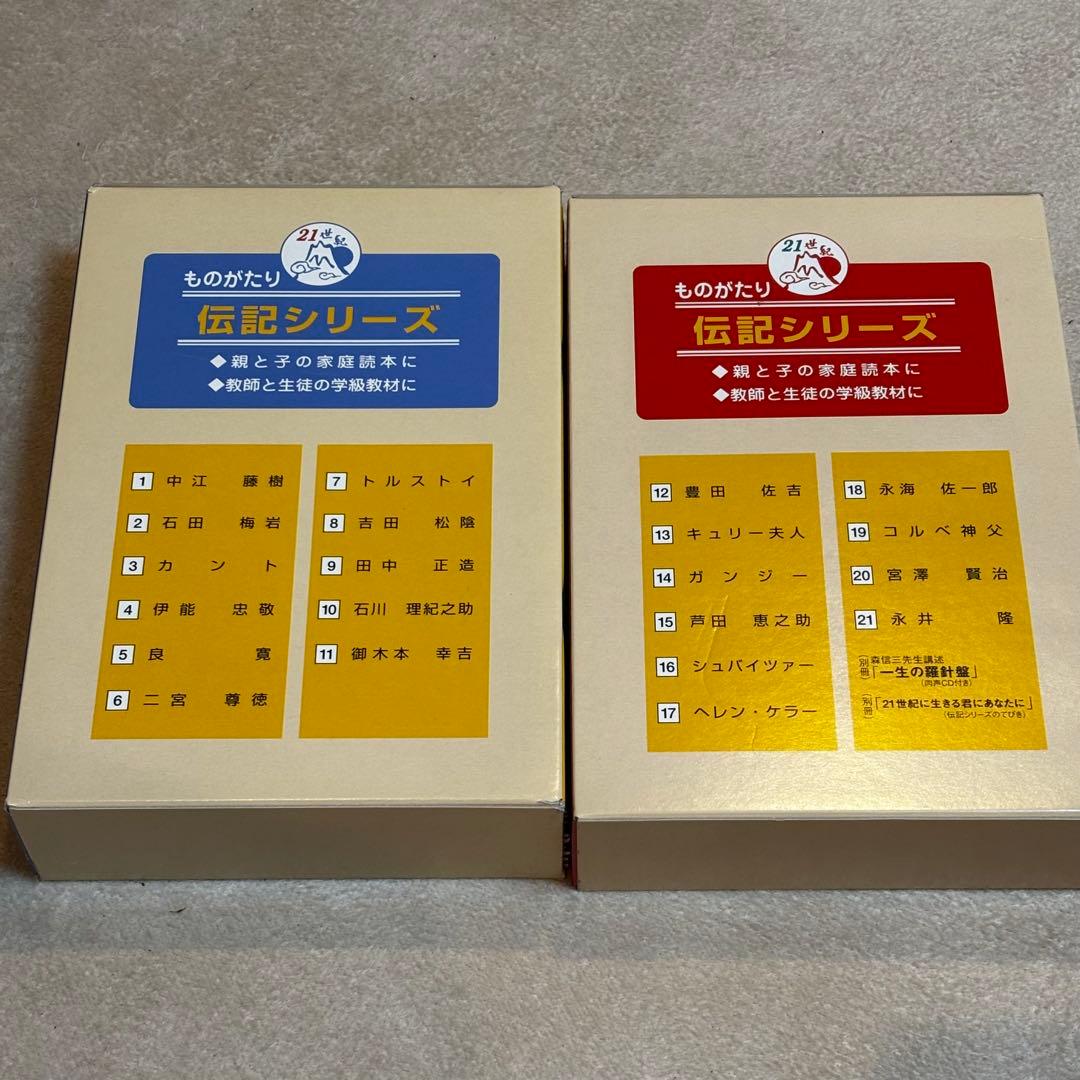 21世紀
ものがたり
伝記シリーズ
◆親と子の家庭読本に
◆教師と生徒の学級教材に
1 中江 藤樹
2 石田 梅岩
3 カント
4 伊能 忠敬
5 良寛
6 二宮 尊徳
7 トルストイ
8 吉田 松陰
9 田中 正造
10 石川 理紀之助
11 御木本 幸吉
21世紀
ものがたり
伝記シリーズ
◆親と子の家庭読本に
◆教師と生徒の学級教材に
12 豊田 佐吉
13 キュリー夫人
14 ガンジー
15 芦田 恵之助
16 シュバイツァー
17 ヘレン・ケラー
18 永海 佐一郎
19 コルベ神父
20 宮澤 賢治
21 永井 隆
〔別冊〕森信三先生講述
「一生の羅針盤」
(肉声CD付き)
〔別冊〕「21世紀に生きる君にあなたに」
(伝記シリーズのてびき)